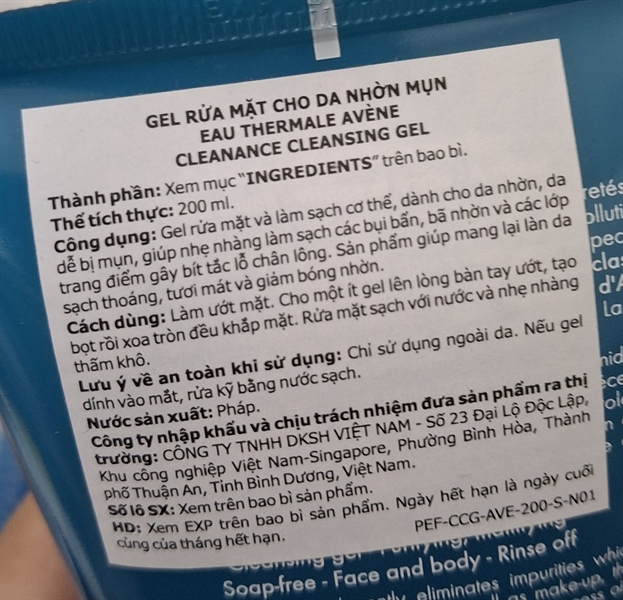 GEL RỬA MẶT CHO DA NHỜN MỤN
EAU THERMALE AVÈNE
CLEANANCE CLEANSING GEL
Thành phần: Xem mục "INGREDIENTS" trên bao bì.
Thể tích thực: 200 ml.
Công dụng: Gel rửa mặt và làm sạch cơ thể, dành cho da nhờn, da
dễ bị mụn, giúp nhẹ nhàng làm sạch các bụi bẩn, bã nhờn và các lớp
trang điểm gây bít tắc lỗ chân lông. Sản phẩm giúp mang lại làn da
sạch thoáng, tươi mát và giảm bóng nhờn.
Cách dùng: Làm ướt mặt. Cho một ít gel lên lòng bàn tay ướt, tạo
bọt rồi xoa tròn đều khắp mặt. Rửa mặt sạch với nước và nhẹ nhàng
thấm khô.
Lưu ý về an toàn khi sử dụng: Chỉ sử dụng ngoài da. Nếu gel
dính vào mắt, rửa kỹ bằng nước sạch.
Nước sản xuất: Pháp.
Công ty nhập khẩu và chịu trách nhiệm đưa sản phẩm ra thị
trường: CÔNG TY TNHH DKSH VIỆT NAM - Số 23 Đại Lộ Độc Lập,
Khu công nghiệp Việt Nam-Singapore, Phường Bình Hòa, Thành
phố Thuận An, Tỉnh Bình Dương, Việt Nam.
Số lô SX: Xem trên bao bì sản phẩm.
HD: Xem EXP trên bao bì sản phẩm. Ngày hết hạn là ngày cuối
cùng của tháng hết hạn.
PEF-CCG-AVE-200-S-N01
Soap-free - Face and body - Rinse off
eliminates impurities
make-up,